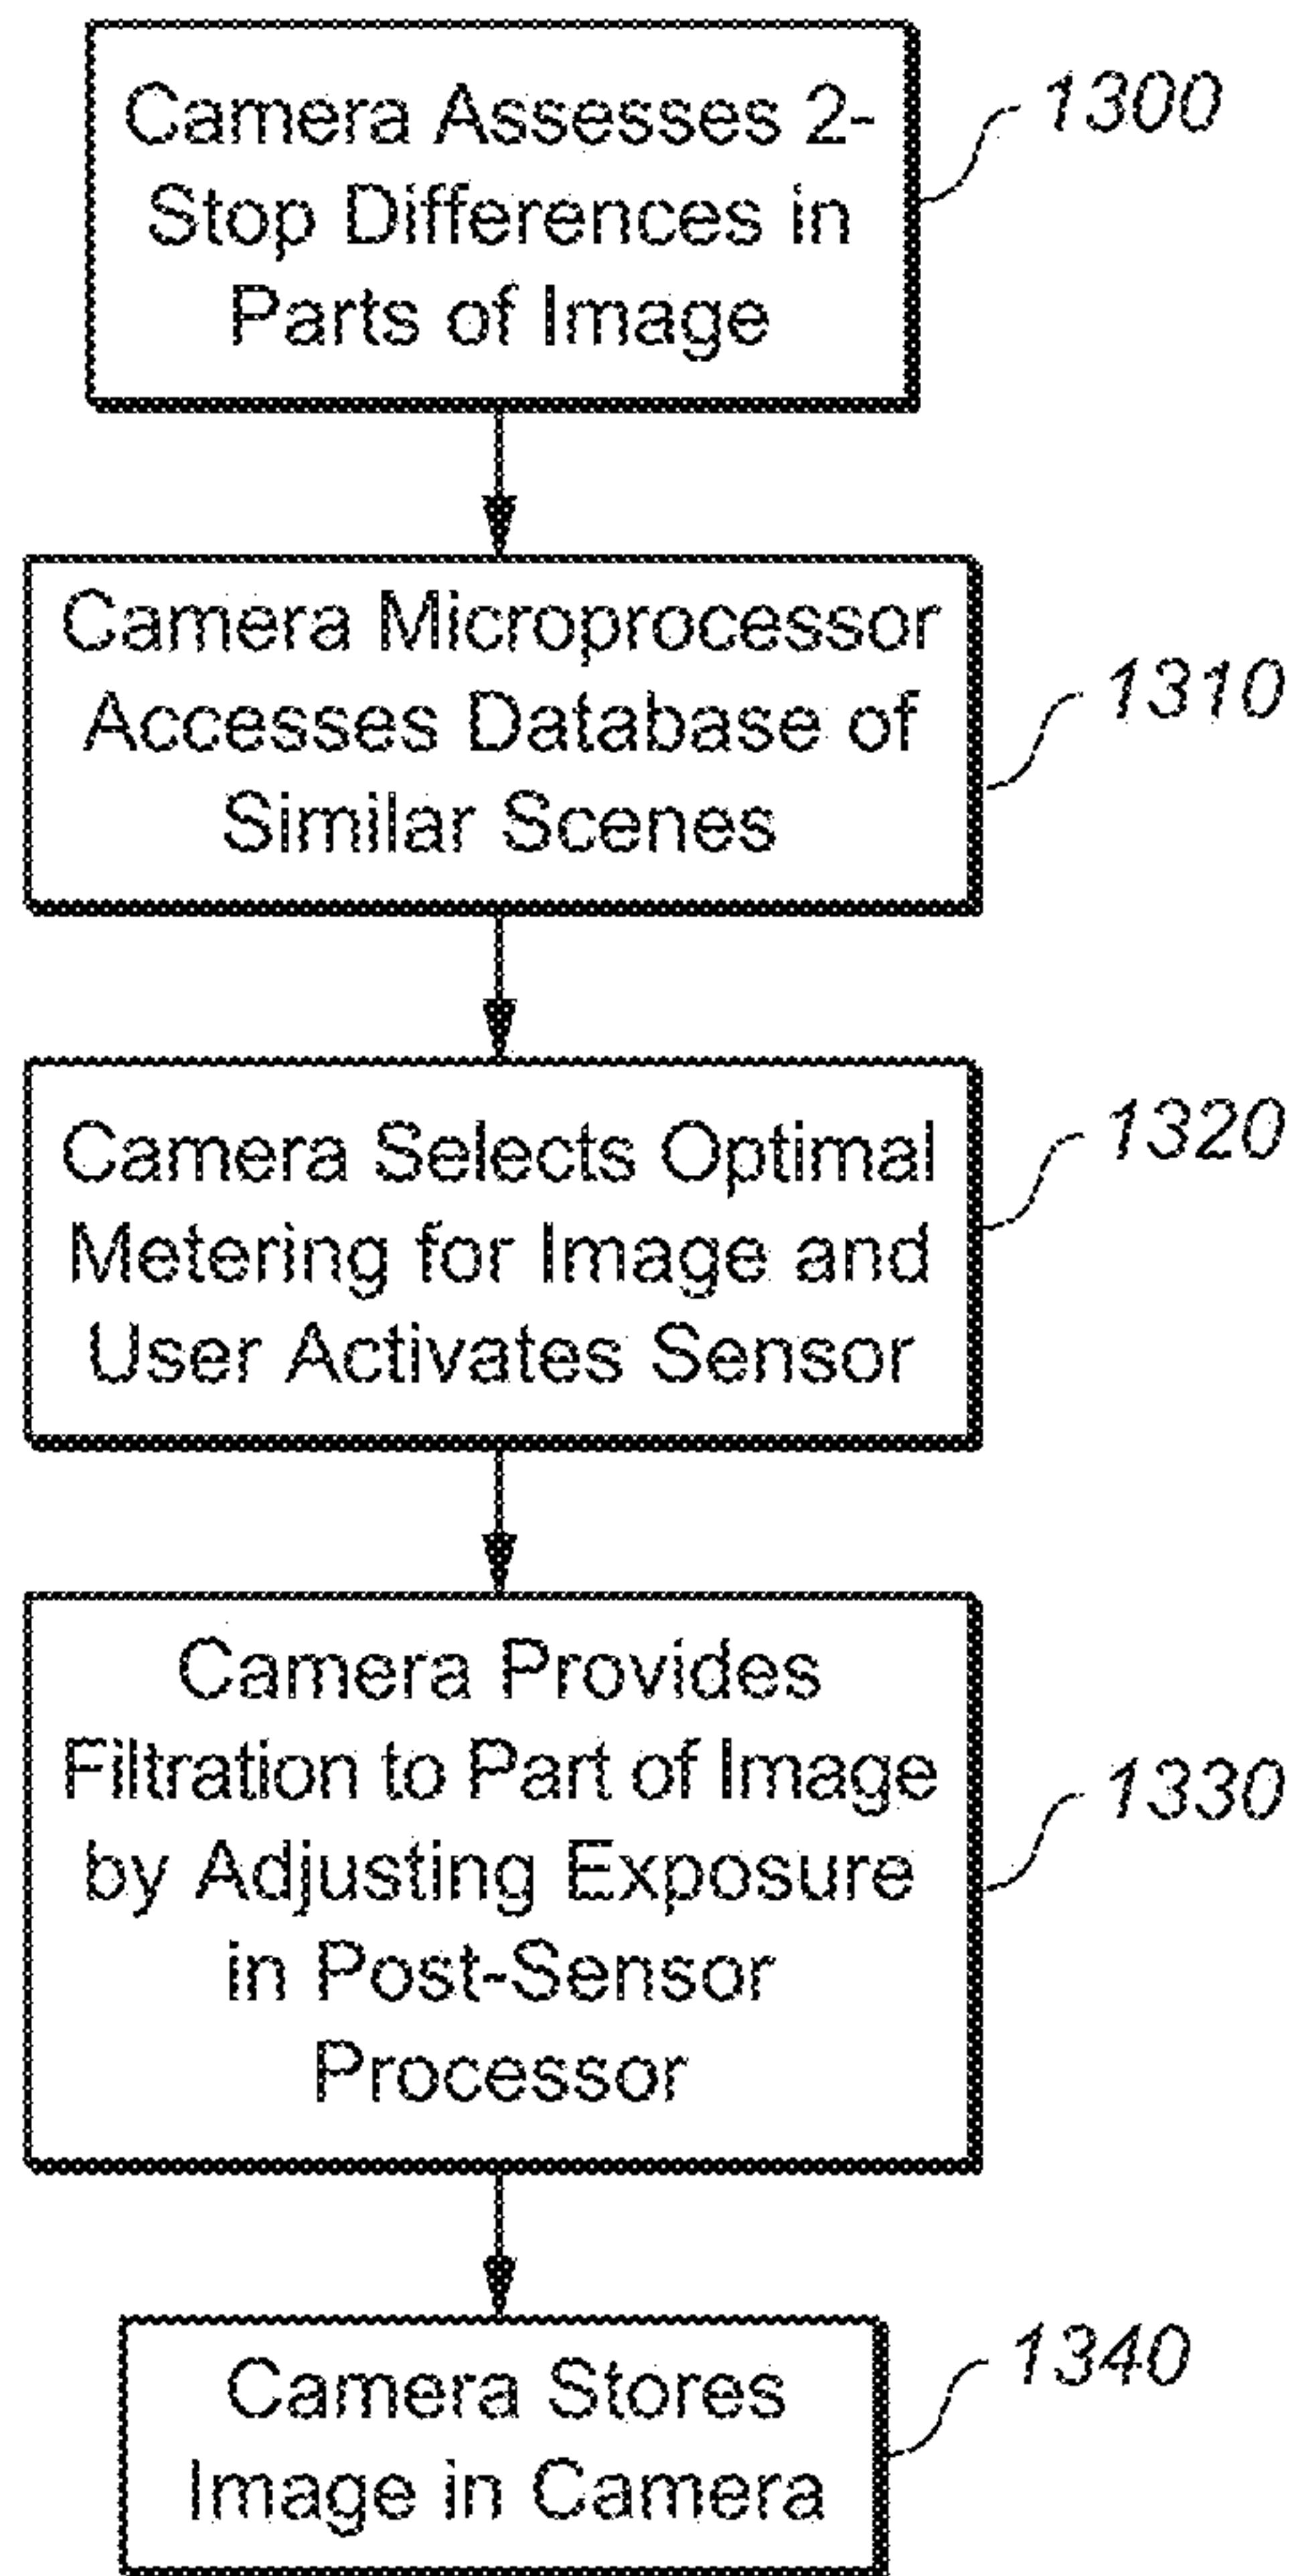 Camera Assesses 2-
Stop Differences in
Parts of Image
1300
Camera Microprocessor
Accesses Database of
Similar Scenes
1310
Camera Selects Optimal
Metering for Image and
User Activates Sensor
1320
Camera Provides
Filtration to Part of Image
by Adjusting Exposure
in Post-Sensor
Processor
1330
Camera Stores
Image in Camera
1340